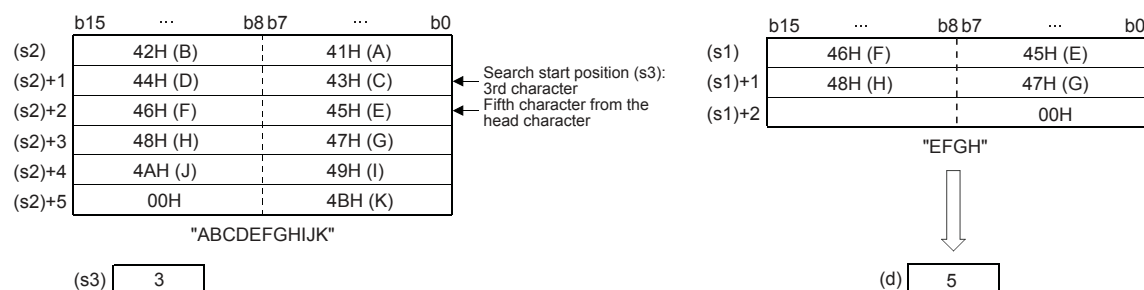 b15 ... b8 b7 ... b0
(s2) 42H (B) 41H (A)
(s2)+1 44H (D) 43H (C)
(s2)+2 46H (F) 45H (E)
(s2)+3 48H (H) 47H (G)
(s2)+4 4AH (J) 49H (I)
(s2)+5 00H 4BH (K)
"ABCDEFGHIJK"
Search start position (s3):
3rd character
Fifth character from the
head character
(s3) 3
b15 ... b8 b7 ... b0
(s1) 46H (F) 45H (E)
(s1)+1 48H (H) 47H (G)
(s1)+2 00H
"EFGH"
(d) 5